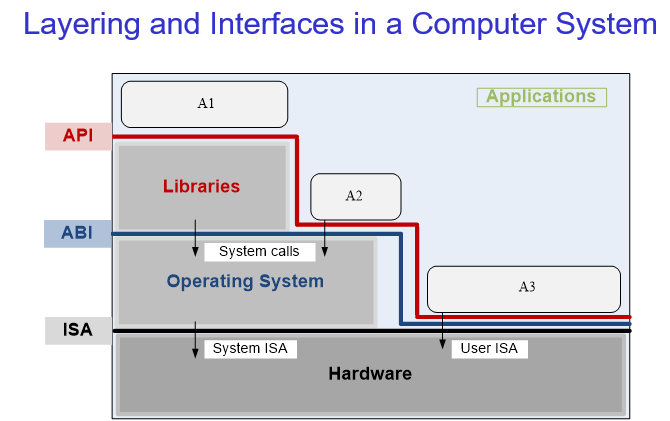 Layering and Interfaces in a Computer System
Applications
A1
API
Libraries
A2
ABI
System calls
Operating System
A3
ISA
System ISA
User ISA
Hardware